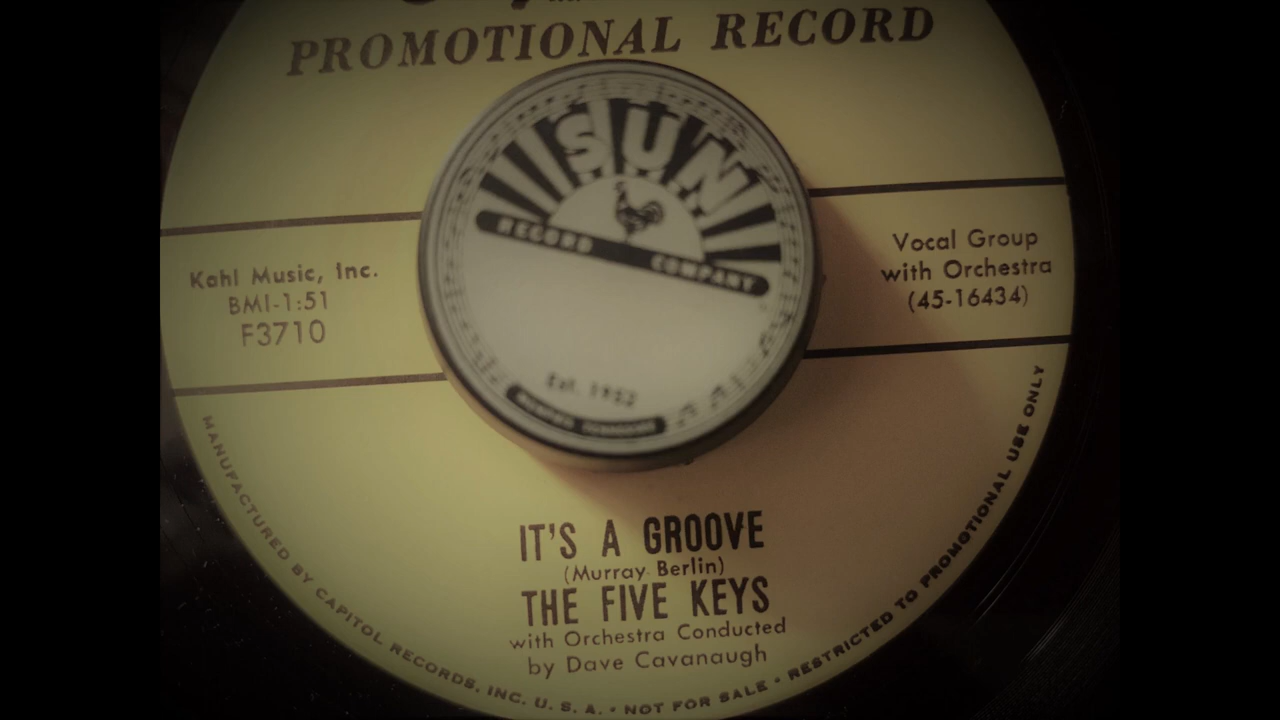 PROMOTIONAL RECORD
SUN
RECORD COMPANY
Kahl Music, Inc.
BMI-1:51
F3710
Vocal Group
with Orchestra
(45-16434)
Est. 1952
MEMPHIS TENNESSEE
IT'S A GROOVE
(Murray Berlin)
THE FIVE KEYS
with Orchestra Conducted
by Dave Cavanaugh
MANUFACTURED BY CAPITOL RECORDS, INC. U. S. A. • NOT FOR SALE • RESTRICTED TO PROMOTIONAL USE ONLY